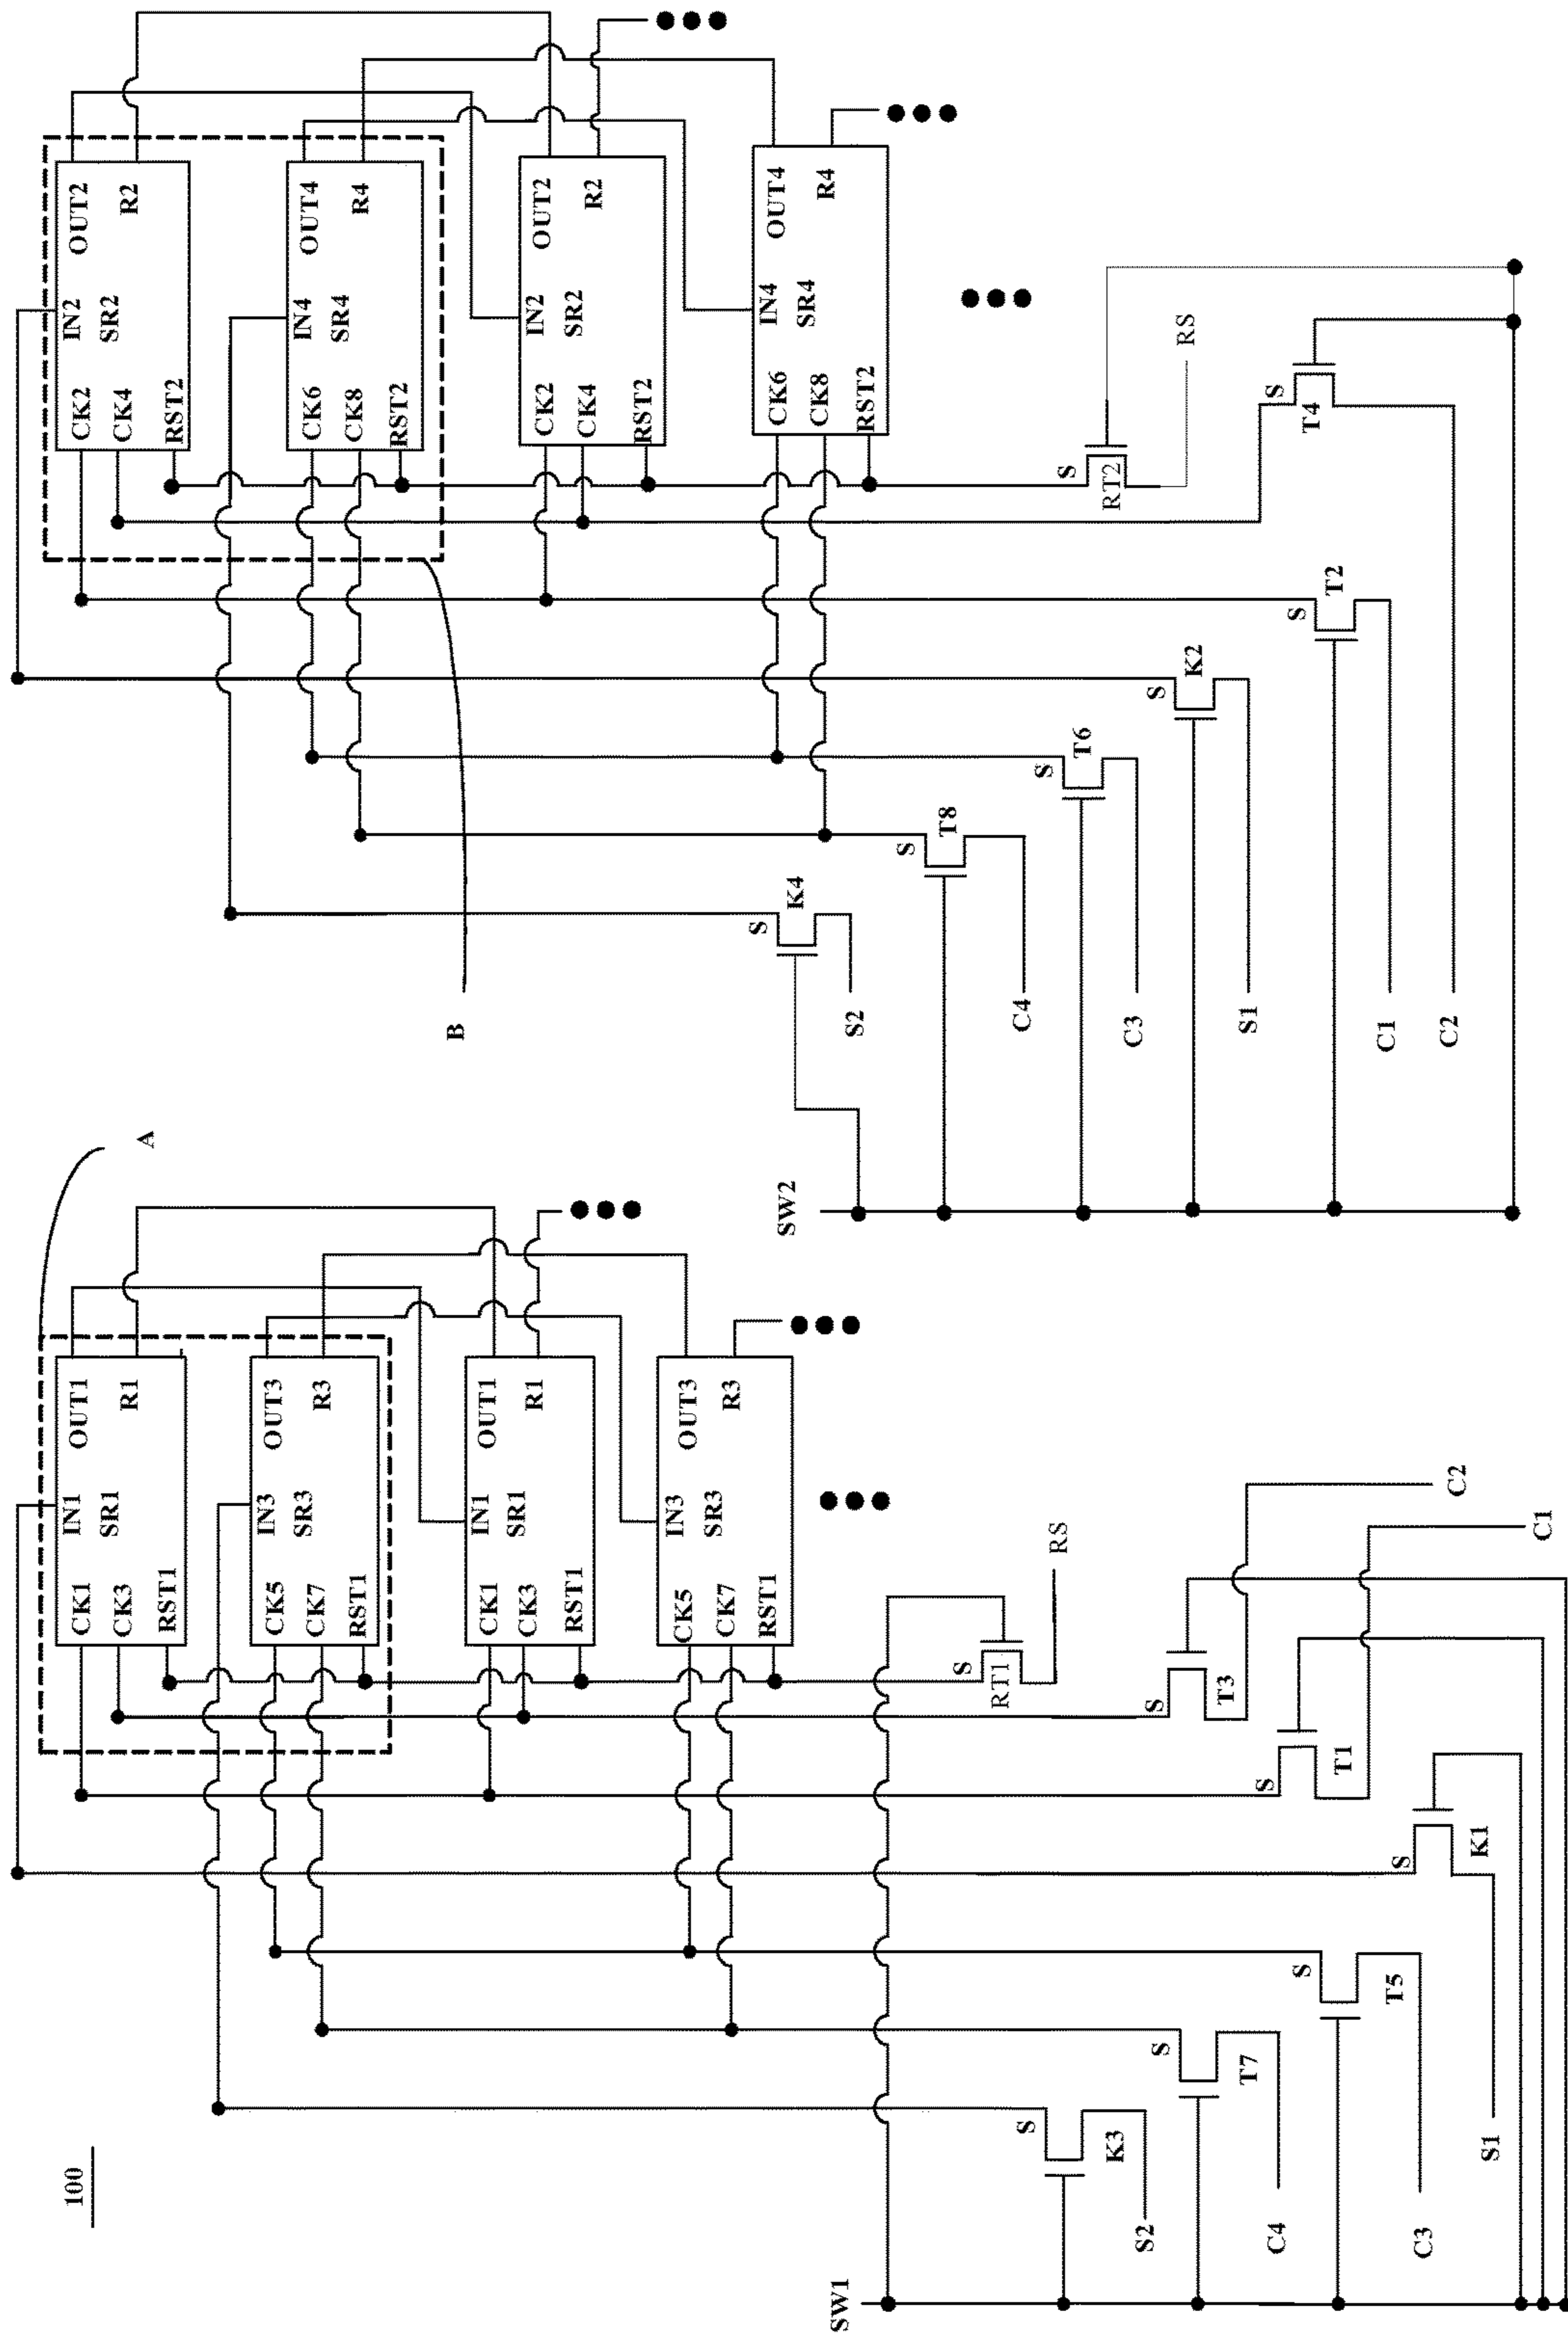 100
A
OUT1
IN1
R1
SR1
CK1
CK3
RST1
OUT3
IN3
R3
SR3
CK5
CK7
RST1
OUT1
IN1
R1
SR1
CK1
CK3
RST1
OUT3
IN3
R3
SR3
CK5
CK7
RST1
SW1
S
K3
S2
S
T7
C4
S
T5
C3
S
K1
S1
S
T1
C1
S
T3
C2
S
RT1
RS
B
OUT2
IN2
R2
SR2
CK2
CK4
RST2
OUT4
IN4
R4
SR4
CK6
CK8
RST2
OUT2
IN2
R2
SR2
CK2
CK4
RST2
OUT4
IN4
R4
SR4
CK6
CK8
RST2
SW2
S
K4
S2
S
T8
C4
S
T6
C3
S
K2
S1
S
T2
C1
S
T4
C2
S
RT2
RS